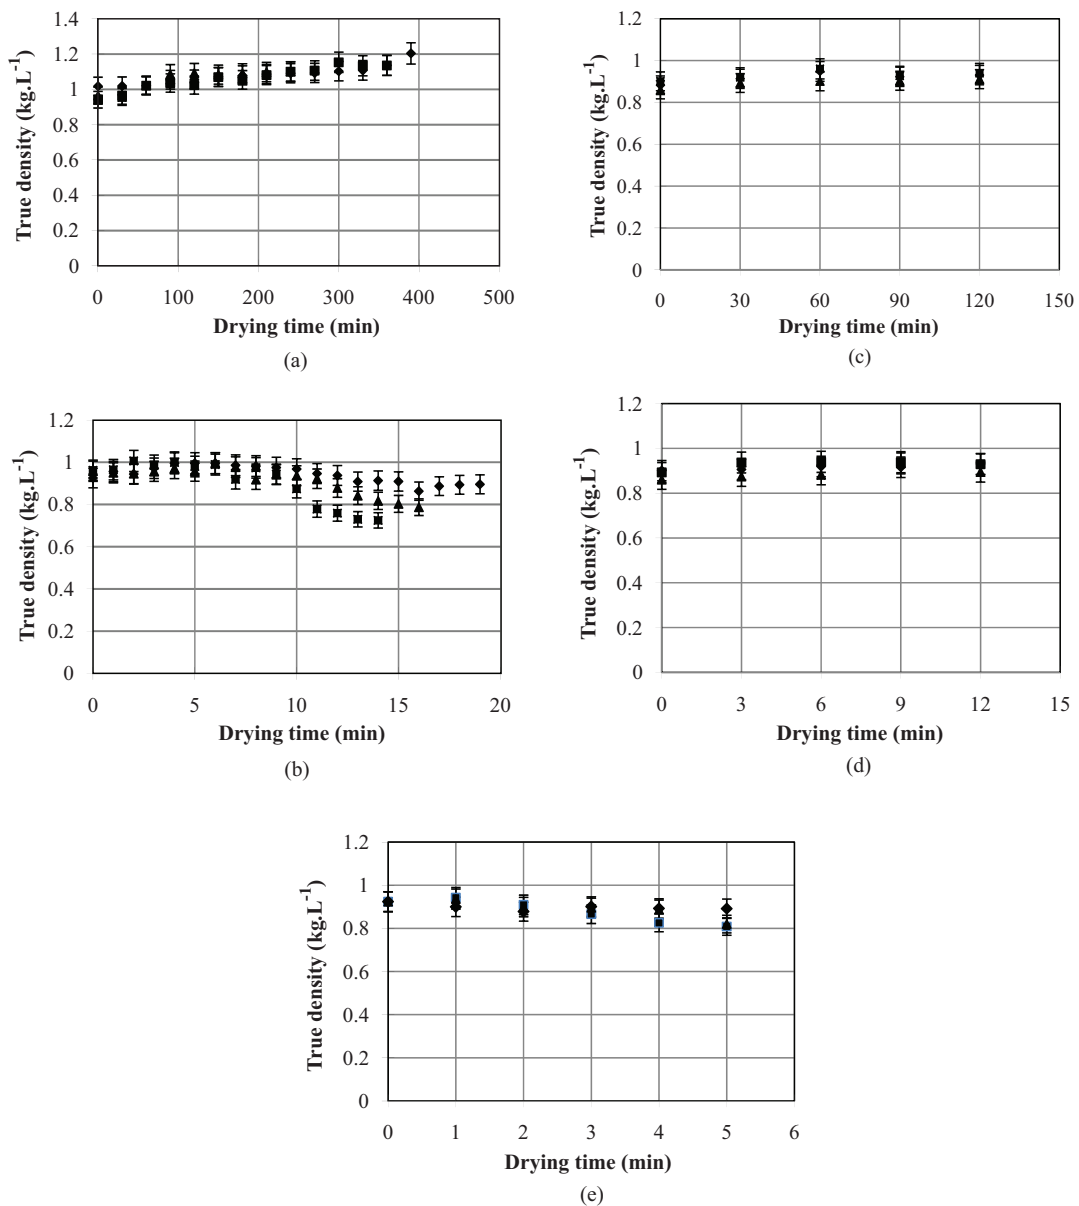 1.4
1.2
1
0.8
0.6
0.4
0.2
0
True density (kg.L-1)
0 100 200 300 400 500
Drying time (min)
(a)
1.2
1
0.8
0.6
0.4
0.2
0
True density (kg.L-1)
0 30 60 90 120 150
Drying time (min)
(c)
1.2
1
0.8
0.6
0.4
0.2
0
True density (kg.L-1)
0 5 10 15 20
Drying time (min)
(b)
1.2
1
0.8
0.6
0.4
0.2
0
True density (kg.L-1)
0 3 6 9 12 15
Drying time (min)
(d)
1.2
1
0.8
0.6
0.4
0.2
0
True density (kg.L-1)
0 1 2 3 4 5 6
Drying time (min)
(e)